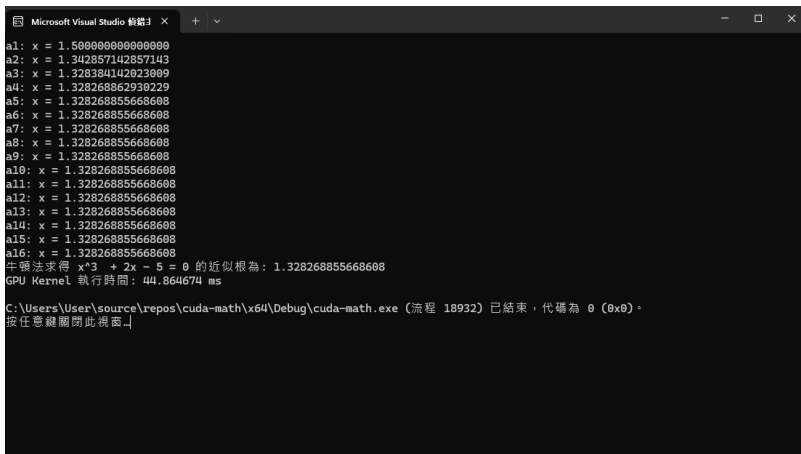 Microsoft Visual Studio 偵錯主
a1: x = 1.500000000000000
a2: x = 1.342857142857143
a3: x = 1.328384142023009
a4: x = 1.328268862930229
a5: x = 1.328268855668608
a6: x = 1.328268855668608
a7: x = 1.328268855668608
a8: x = 1.328268855668608
a9: x = 1.328268855668608
a10: x = 1.328268855668608
a11: x = 1.328268855668608
a12: x = 1.328268855668608
a13: x = 1.328268855668608
a14: x = 1.328268855668608
a15: x = 1.328268855668608
a16: x = 1.328268855668608
牛頓法求得 x^3  + 2x - 5 = 0 的近似根為: 1.328268855668608
GPU Kernel 執行時間: 44.864674 ms
C:\Users\User\source\repos\cuda-math\x64\Debug\cuda-math.exe (流程 18932) 已結束，代碼為 0 (0x0)。
按任意鍵關閉此視窗…